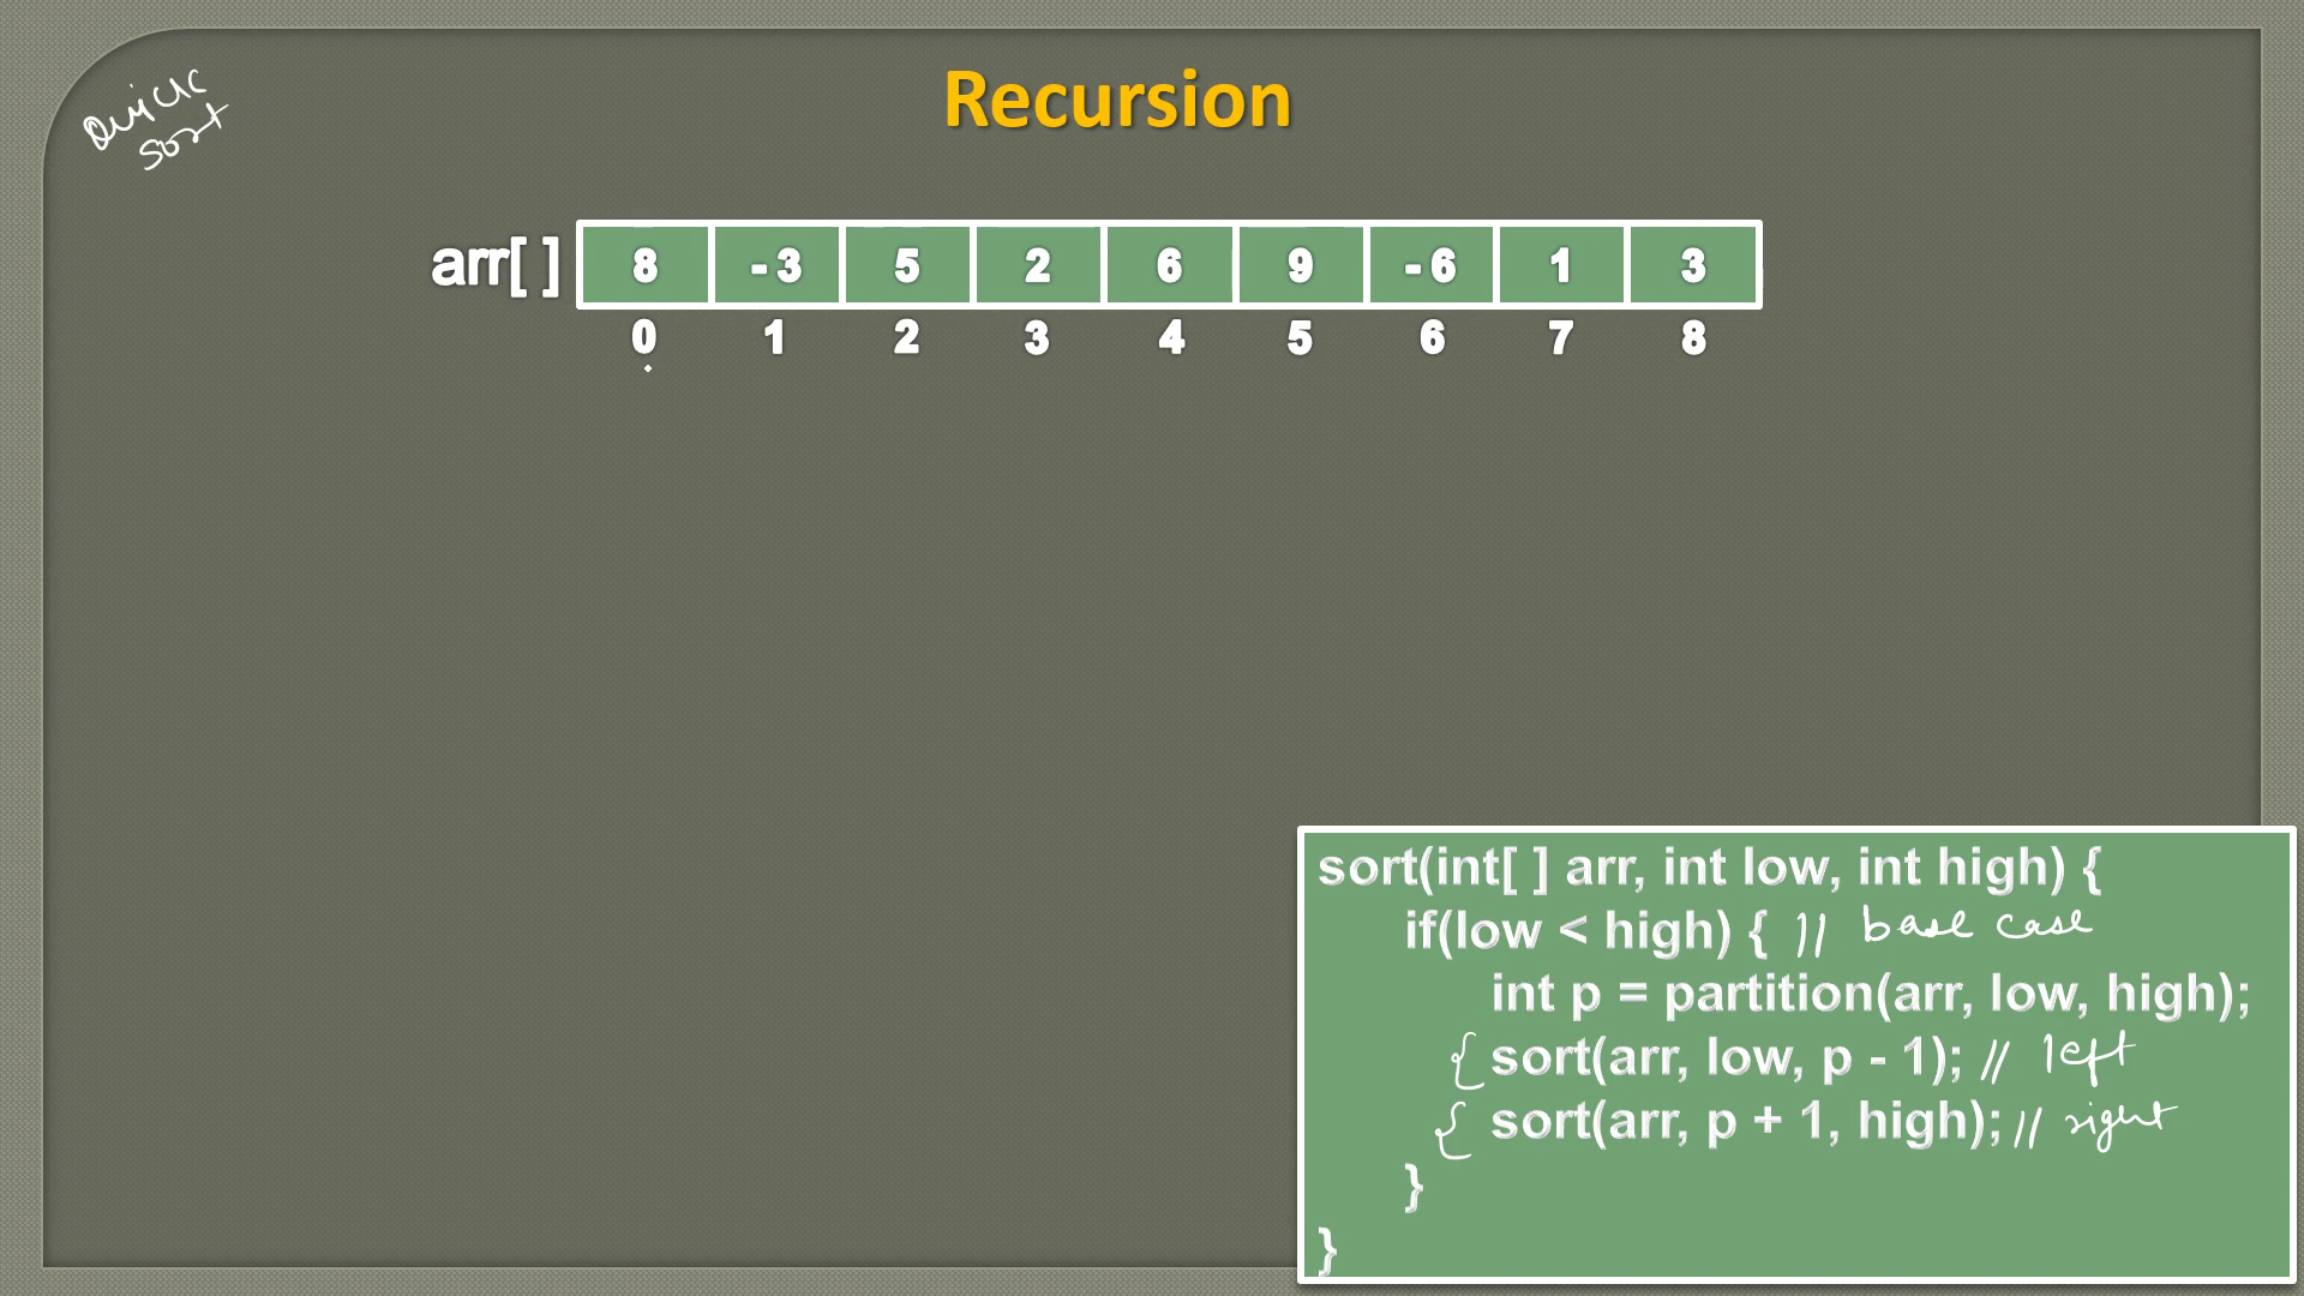 Quick
Sort
Recursion
arr[ ] 8 - 3 5 2 6 9 - 6 1 3
0 1 2 3 4 5 6 7 8
sort(int[ ] arr, int low, int high) {
if(low < high) { // base case
int p = partition(arr, low, high);
{ sort(arr, low, p - 1); // left
{ sort(arr, p + 1, high); // right
}
}